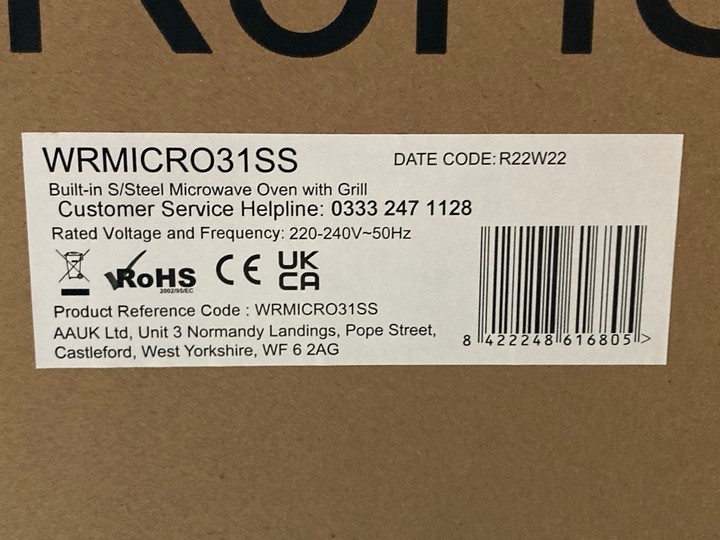 WRMICRO31SS
DATE CODE: R22W22
Built-in S/Steel Microwave Oven with Grill
Customer Service Helpline: 0333 247 1128
Rated Voltage and Frequency: 220-240V~50Hz
RoHS
2002/95/EC
CE
UK
CA
Product Reference Code : WRMICRO31SS
AAUK Ltd, Unit 3 Normandy Landings, Pope Street,
Castleford, West Yorkshire, WF 6 2AG
8 422248 616805 >